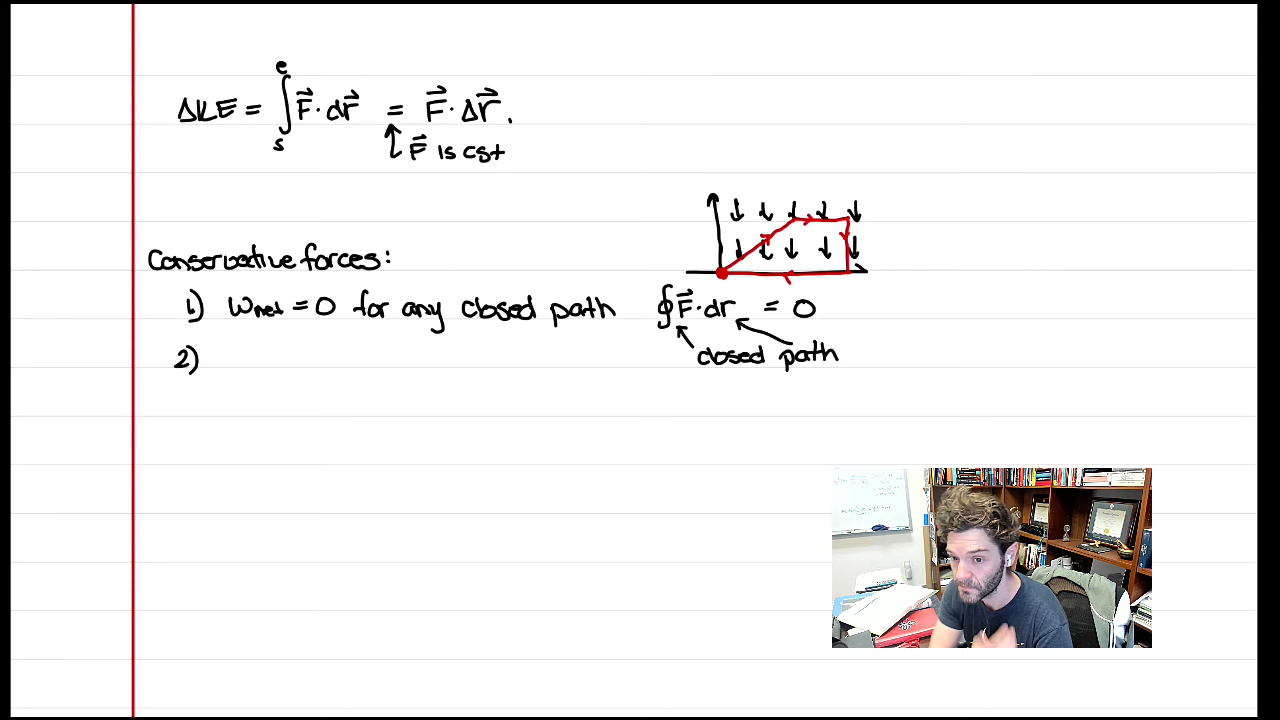 ΔKE = ∫ₛᵉ F⃗ · dr⃗ = F⃗ · Δr⃗.
F⃗ is cst
Conservative forces:
1) Wnet = 0 for any closed path ∮ F⃗ · dr = 0
closed path
2)